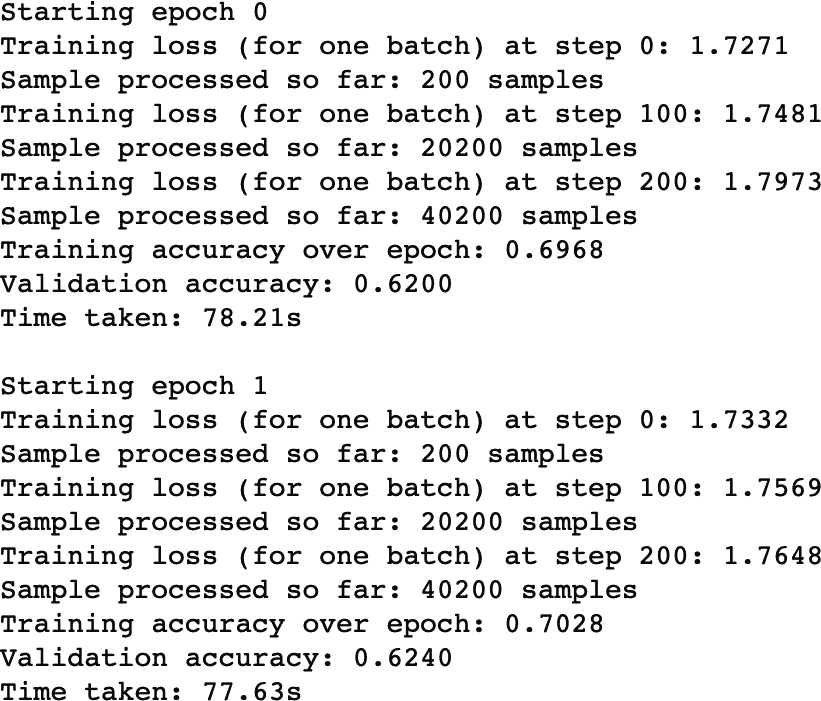 Starting epoch 0
Training loss (for one batch) at step 0: 1.7271
Sample processed so far: 200 samples
Training loss (for one batch) at step 100: 1.7481
Sample processed so far: 20200 samples
Training loss (for one batch) at step 200: 1.7973
Sample processed so far: 40200 samples
Training accuracy over epoch: 0.6968
Validation accuracy: 0.6200
Time taken: 78.21s
Starting epoch 1
Training loss (for one batch) at step 0: 1.7332
Sample processed so far: 200 samples
Training loss (for one batch) at step 100: 1.7569
Sample processed so far: 20200 samples
Training loss (for one batch) at step 200: 1.7648
Sample processed so far: 40200 samples
Training accuracy over epoch: 0.7028
Validation accuracy: 0.6240
Time taken: 77.63s